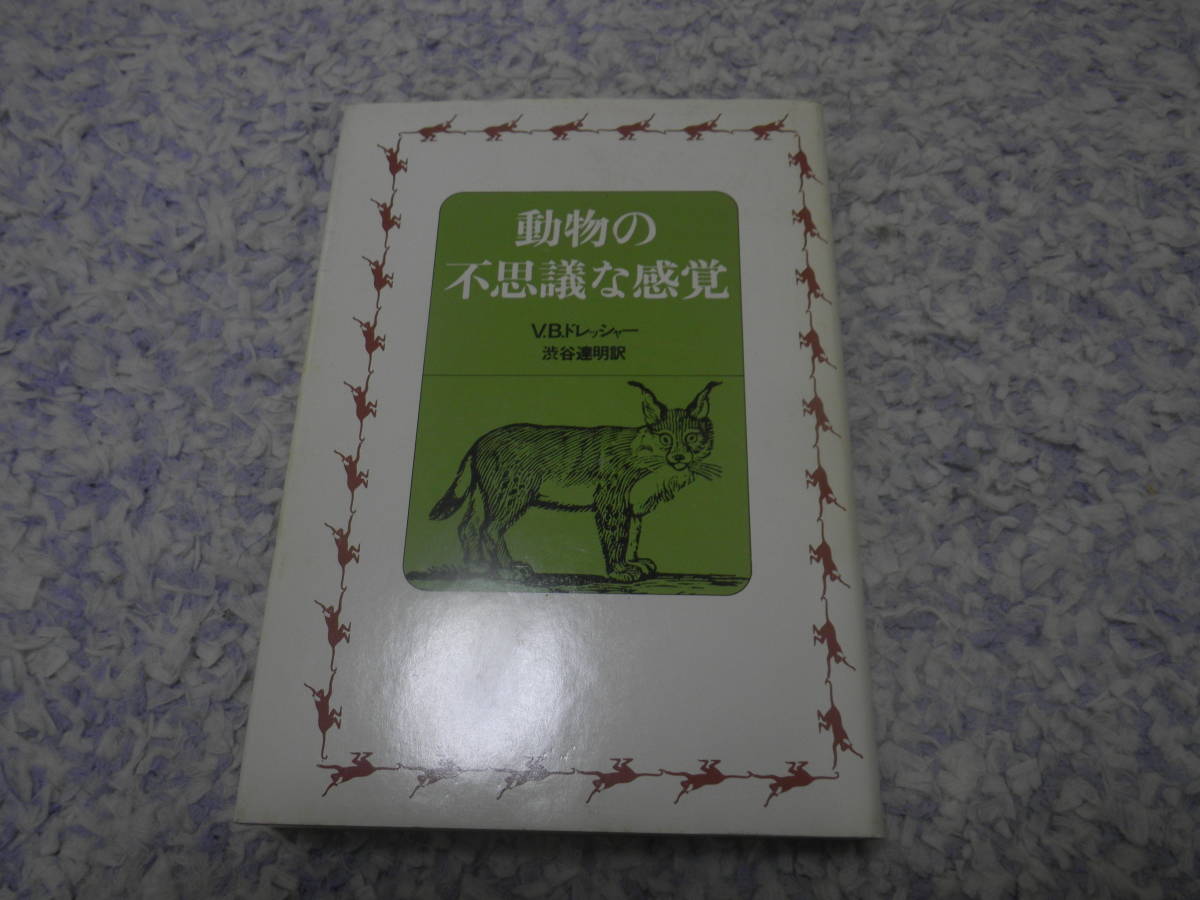 動物の
不思議な感覚
V.B.ドレッシャー
渋谷達明訳